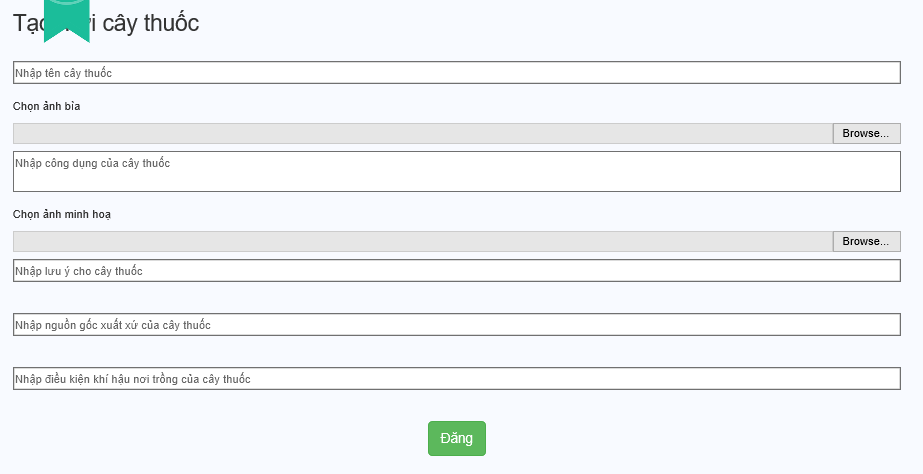 Tạo mới cây thuốc
Nhập tên cây thuốc
Chọn ảnh bìa
Browse...
Nhập công dụng của cây thuốc
Chọn ảnh minh hoạ
Browse...
Nhập lưu ý cho cây thuốc
Nhập nguồn gốc xuất xứ của cây thuốc
Nhập điều kiện khí hậu nơi trồng của cây thuốc
Đăng